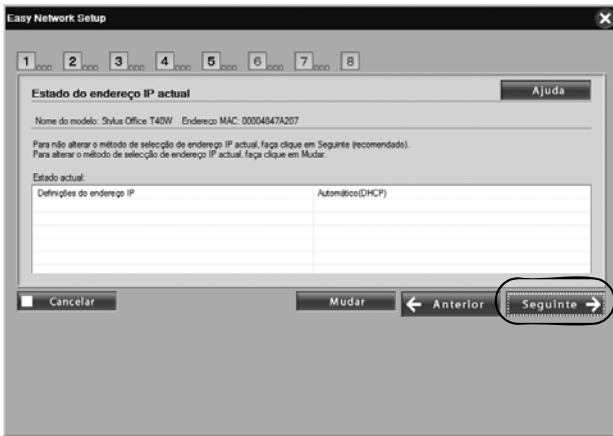 Easy Network Setup
1 2 3 4 5 6 7 8
Estado do endereço IP actual
Ajuda
Nome do modelo: Stylus Office T40W Endereço MAC: 00004847A207
Para não alterar o método de selecção de endereço IP actual, faça clique em Seguinte (recomendado).
Para alterar o método de selecção de endereço IP actual, faça clique em Mudar.
Estado actual:
Definições do endereço IP Automático(DHCP)
Cancelar Mudar Anterior Seguinte